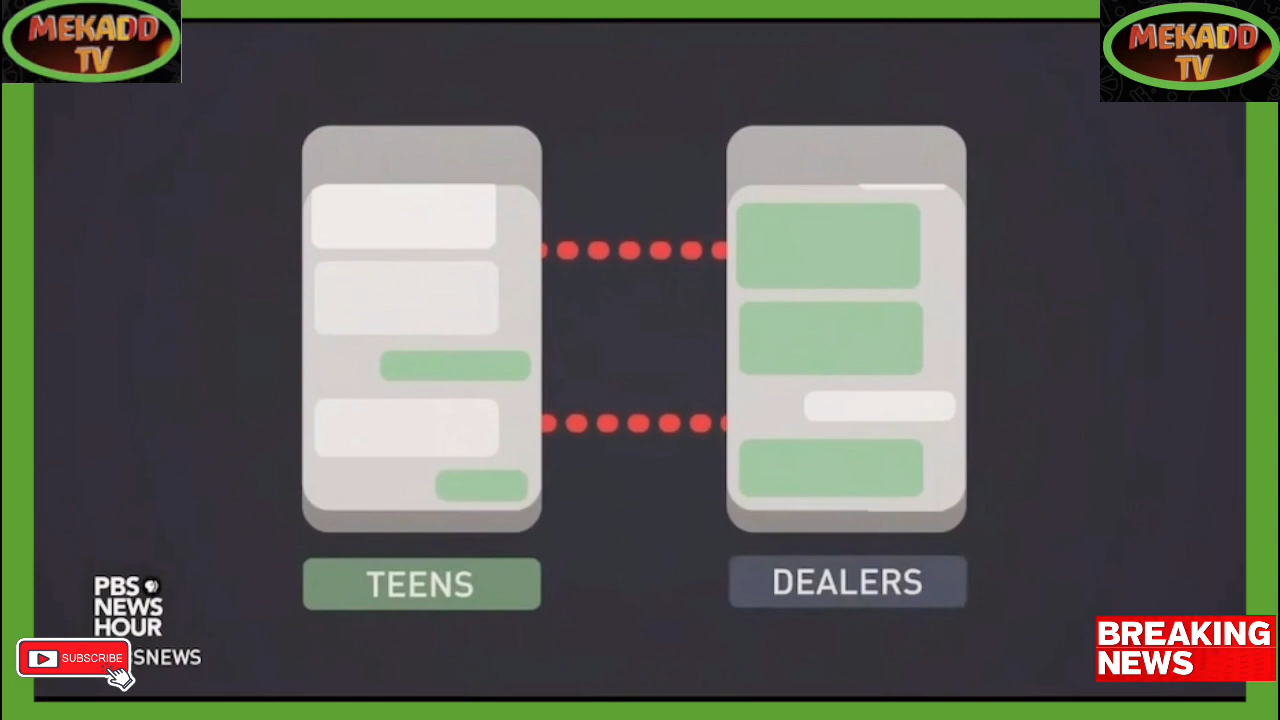 MEKADD
TV
MEKADD
TV
TEENS
DEALERS
PBS
NEWS
HOUR
SUBSCRIBE
SNEWS
BREAKING
NEWS